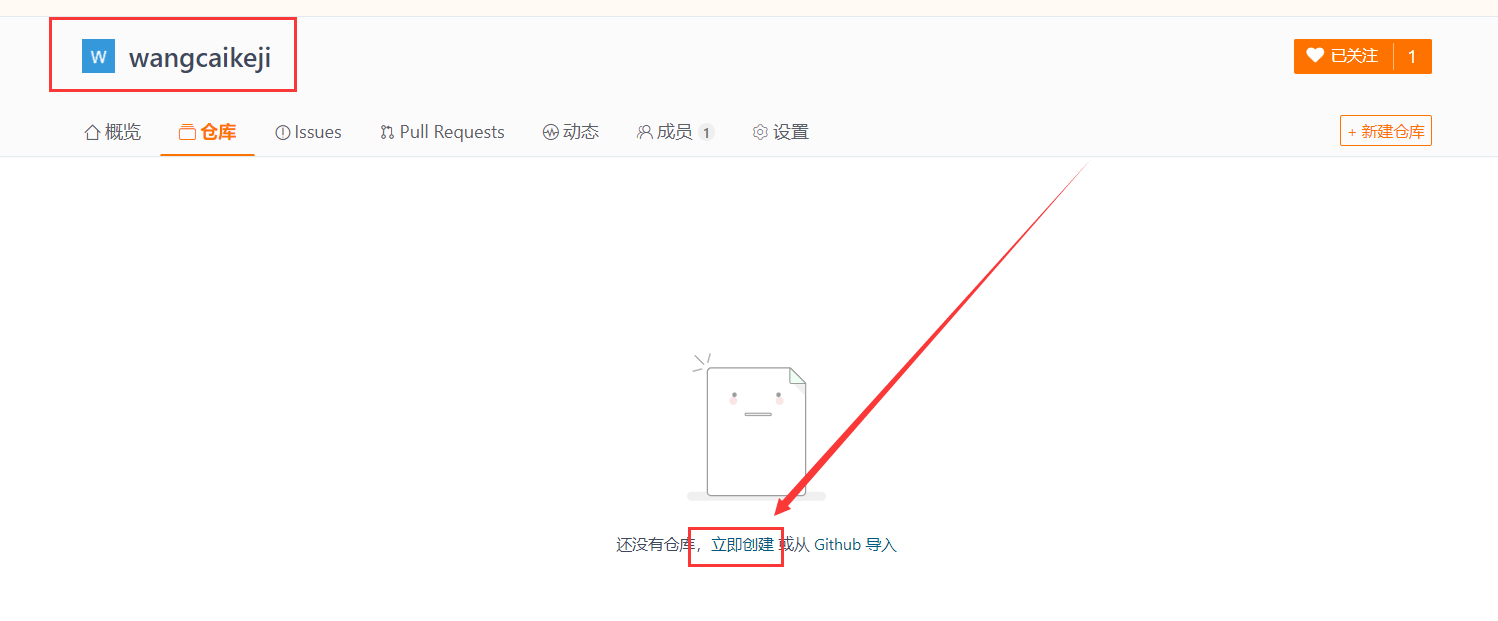 W wangcaikeji
已关注 1
概览 仓库 Issues Pull Requests 动态 成员 1 设置 + 新建仓库
还没有仓库，立即创建 或从 Github 导入